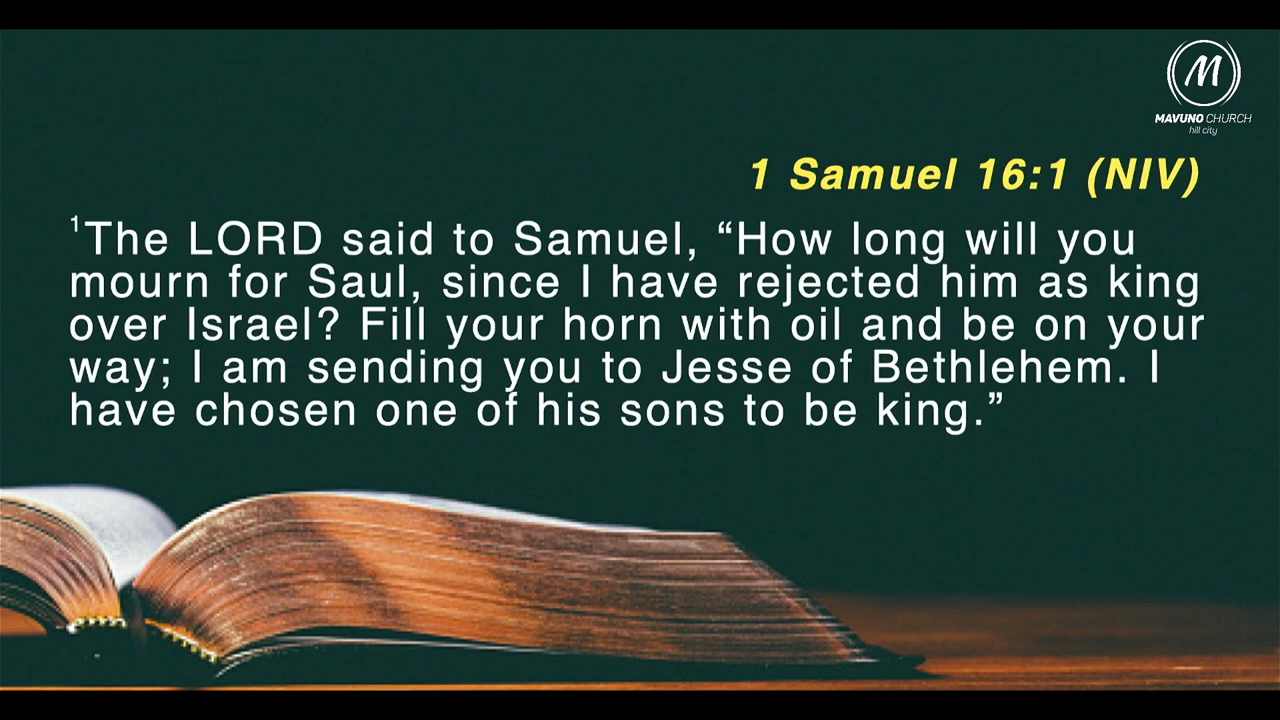 M
MAVUNO CHURCH
hill city
1 Samuel 16:1 (NIV)
¹The LORD said to Samuel, “How long will you
mourn for Saul, since I have rejected him as king
over Israel? Fill your horn with oil and be on your
way; I am sending you to Jesse of Bethlehem. I
have chosen one of his sons to be king.”